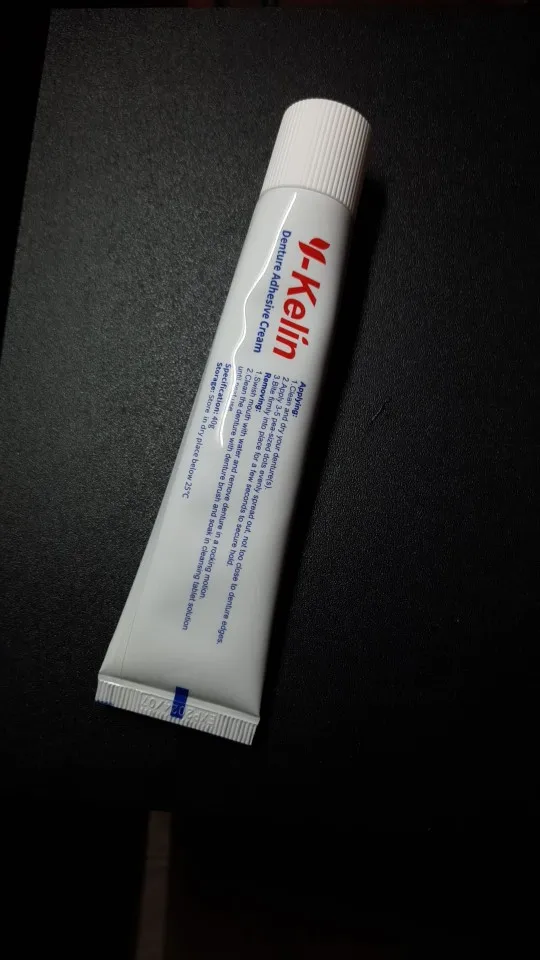 Y-Kelin
Denture Adhesive Cream
Applying:
1.Clean and dry your denture(s).
2.Apply 3-5 pee-sized dots evenly spread out, not too close to denture edges.
3.Bite firmly into place for a few seconds to secure hold.
Removing:
1.Swish mouth with water and remove denture in a rocking motion.
2.Clean the denture with denture brush and soak in cleansing tablet solution
until
Specification: 40g
Storage: Store in dry place below 25°C